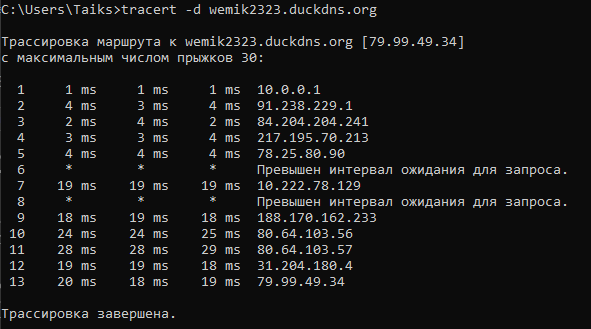 C:\Users\Taiks>tracert -d wemik2323.duckdns.org
Трассировка маршрута к wemik2323.duckdns.org [79.99.49.34]
с максимальным числом прыжков 30:
1 1 ms 1 ms 1 ms 10.0.0.1
2 4 ms 3 ms 4 ms 91.238.229.1
3 2 ms 4 ms 2 ms 84.204.204.241
4 3 ms 3 ms 4 ms 217.195.70.213
5 4 ms 4 ms 4 ms 78.25.80.90
6 * * * Превышен интервал ожидания для запроса.
7 19 ms 19 ms 19 ms 10.222.78.129
8 * * * Превышен интервал ожидания для запроса.
9 18 ms 19 ms 18 ms 188.170.162.233
10 24 ms 24 ms 25 ms 80.64.103.56
11 28 ms 28 ms 29 ms 80.64.103.57
12 19 ms 19 ms 18 ms 31.204.180.4
13 20 ms 18 ms 19 ms 79.99.49.34
Трассировка завершена.